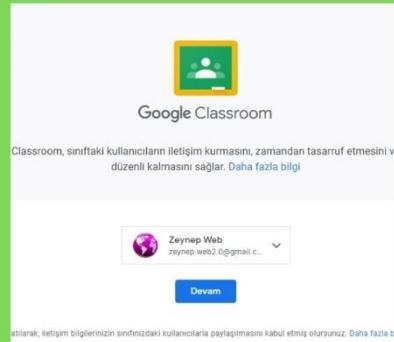 Google Classroom
Classroom, sınıftaki kullanıcıların iletişim kurmasını, zamandan tasarruf etmesini v
düzenli kalmasını sağlar. Daha fazla bilgi
Zeynep Web
zeynep.web2.0@gmail.c...
Devam
atılarak, iletişim bilgilerinizin sınıfınızdaki kullanıcılarla paylaşılmasını kabul etmiş olursunuz. Daha fazla b